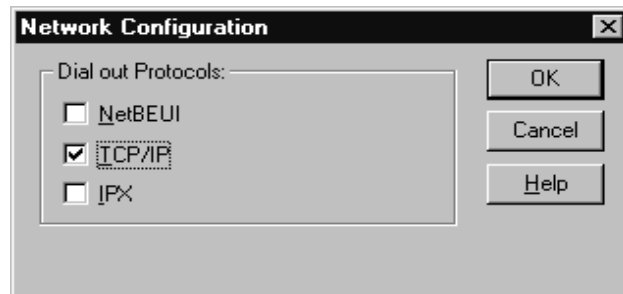 Network Configuration
Dial out Protocols:
NetBEUI
TCP/IP
IPX
OK
Cancel
Help